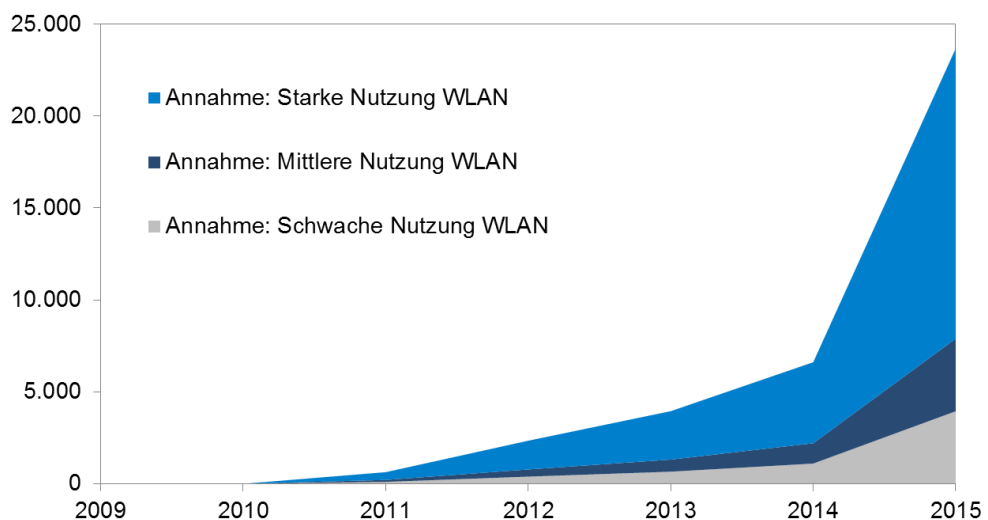 25.000
20.000
15.000
10.000
5.000
0
Annahme: Starke Nutzung WLAN
Annahme: Mittlere Nutzung WLAN
Annahme: Schwache Nutzung WLAN
2009 2010 2011 2012 2013 2014 2015